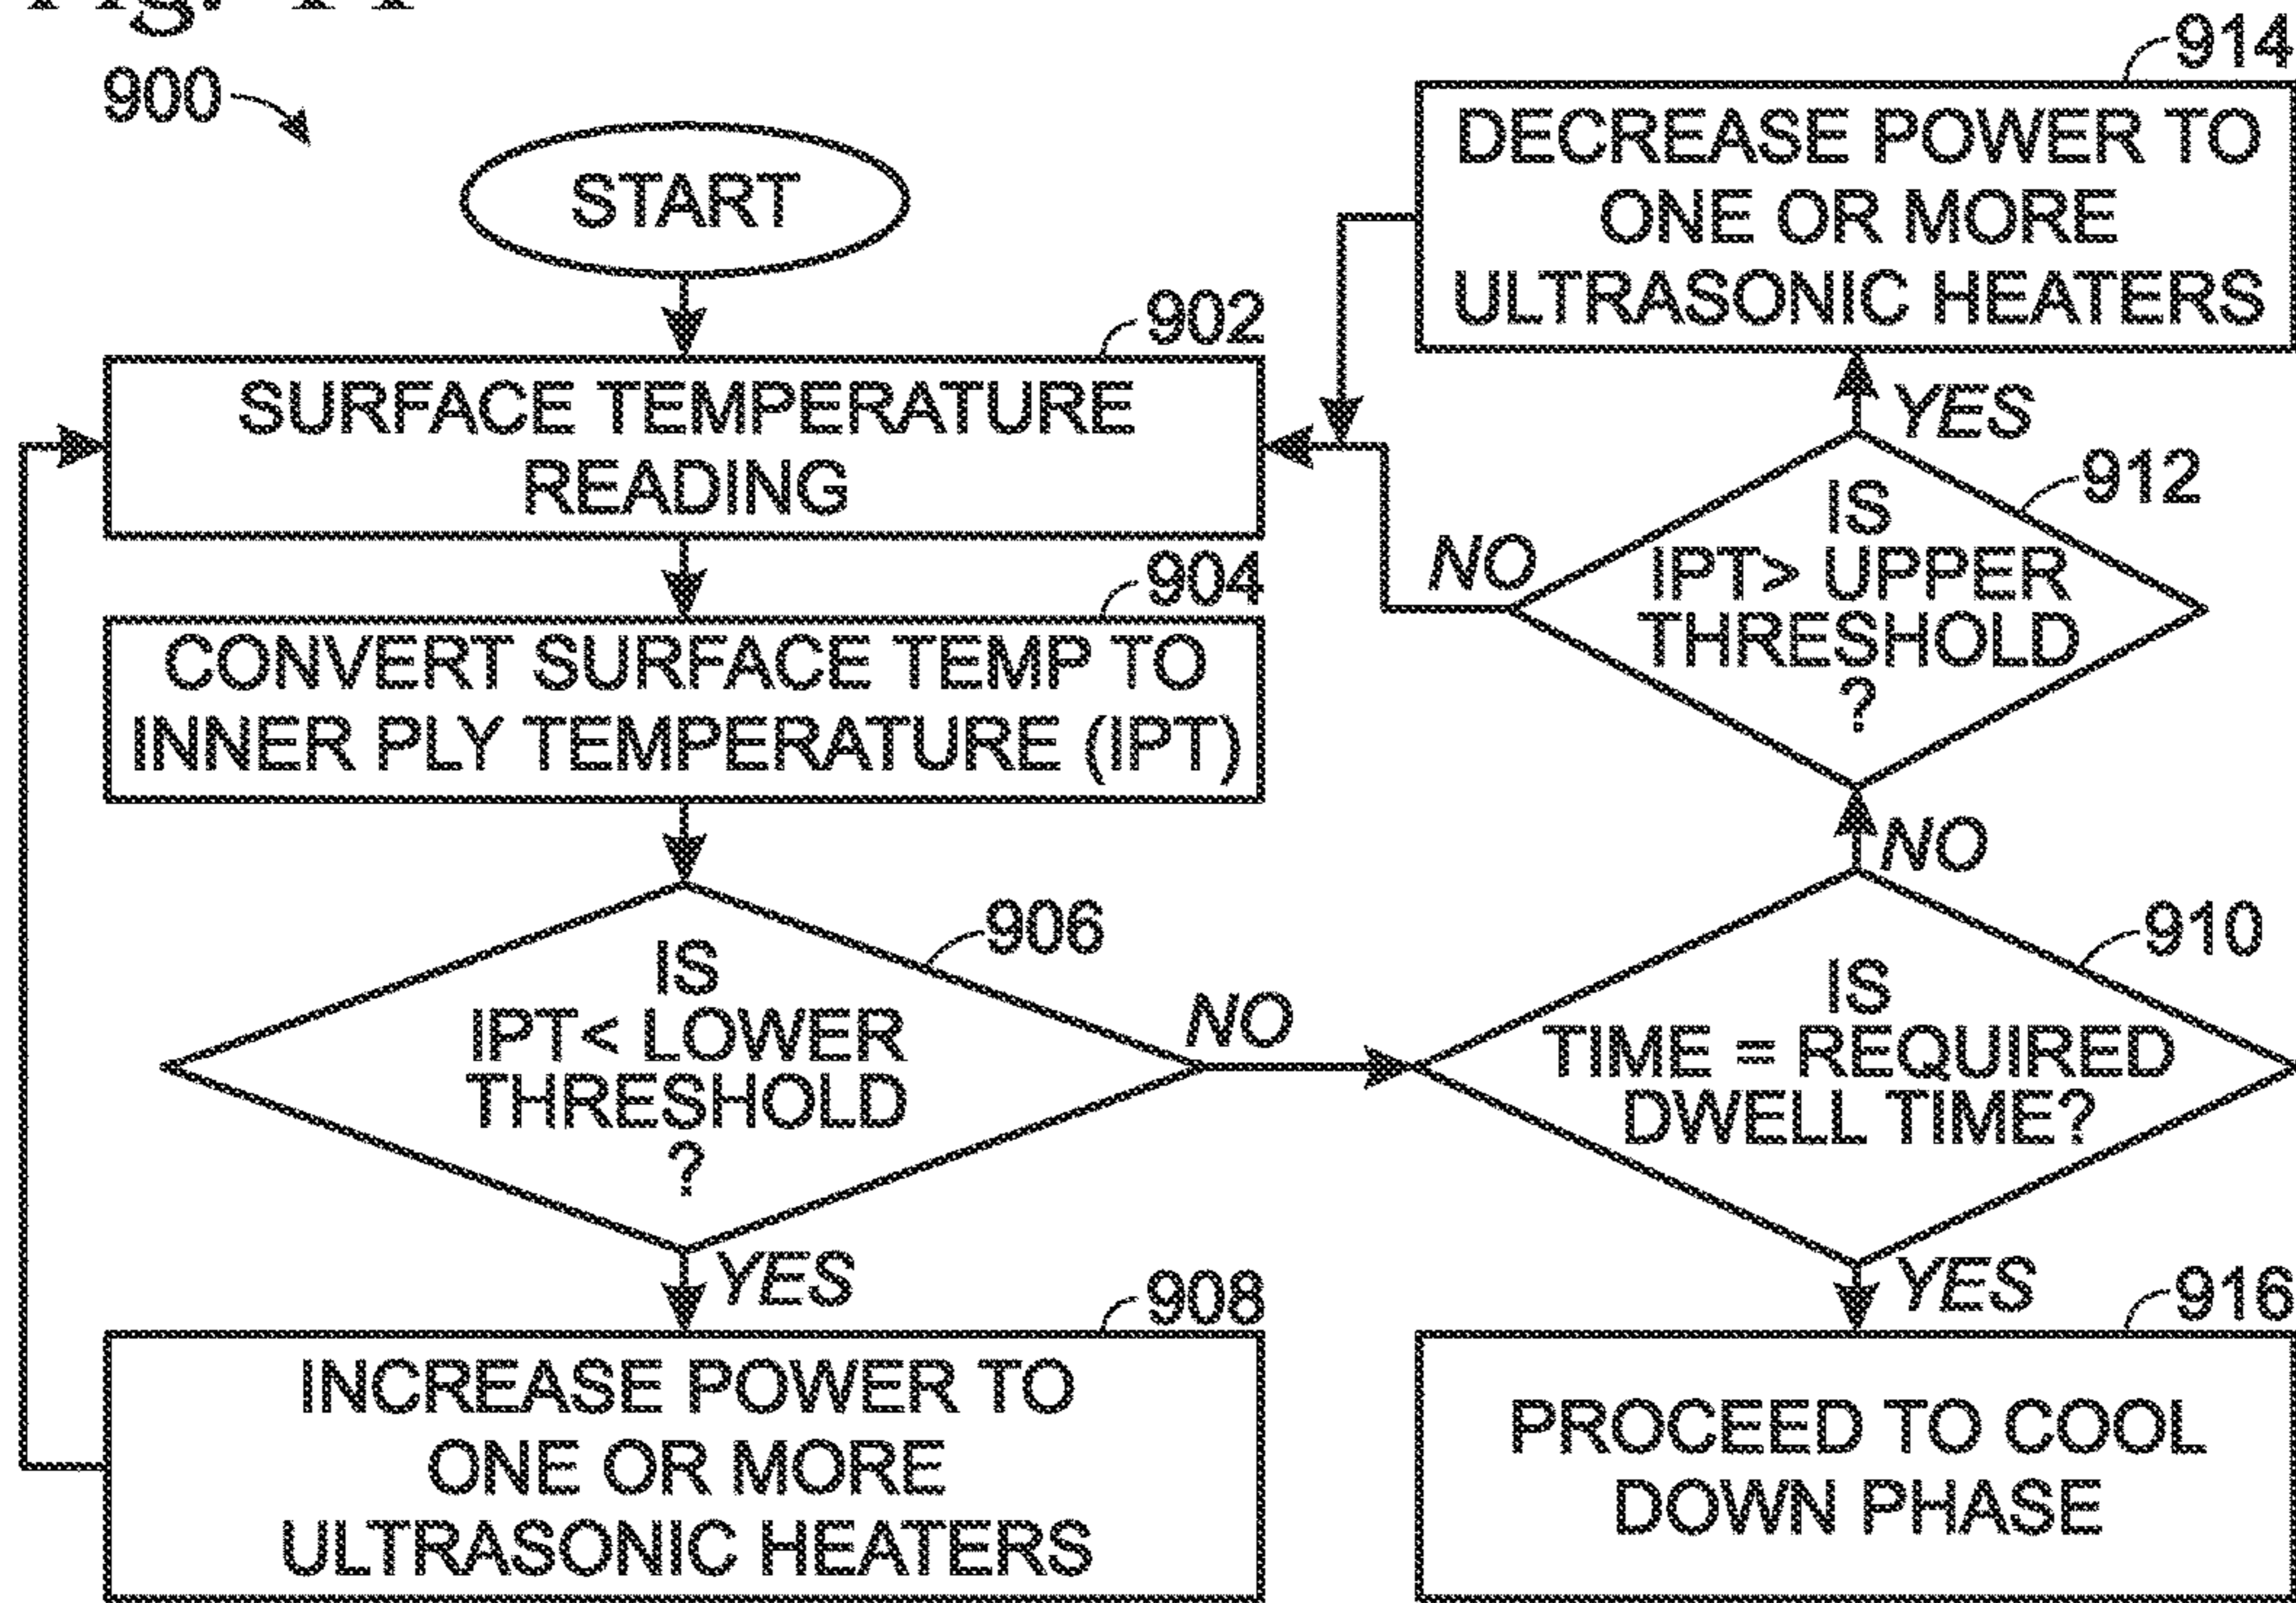 900
START
902
SURFACE TEMPERATURE
READING
904
CONVERT SURFACE TEMP TO
INNER PLY TEMPERATURE (IPT)
906
IS
IPT< LOWER
THRESHOLD
?
NO
YES
908
INCREASE POWER TO
ONE OR MORE
ULTRASONIC HEATERS
914
DECREASE POWER TO
ONE OR MORE
ULTRASONIC HEATERS
YES
912
IS
IPT> UPPER
THRESHOLD
?
NO
NO
910
IS
TIME = REQUIRED
DWELL TIME?
YES
916
PROCEED TO COOL
DOWN PHASE